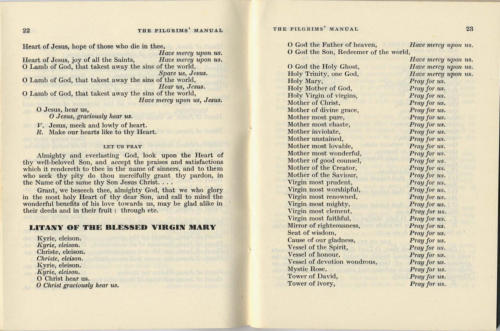 22 THE PILGRIMS' MANUAL
Heart of Jesus, hope of those who die in thee,
Have mercy upon us.
Heart of Jesus, joy of all the Saints, Have mercy upon us.
O Lamb of God, that takest away the sins of the world,
Spare us, Jesus.
O Lamb of God, that takest away the sins of the world,
Hear us, Jesus.
O Lamb of God, that takest away the sins of the world,
Have mercy upon us, Jesus.
O Jesus, hear us,
O Jesus, graciously hear us.
V. Jesus, meek and lowly of heart.
R. Make our hearts like to thy Heart.
LET US PRAY
Almighty and everlasting God, look upon the Heart of
thy well-beloved Son, and accept the praises and satisfactions
which it rendereth to thee in the name of sinners, and to them
who seek thy pity do thou mercifully grant thy pardon, in
the Name of the same thy Son Jesus Christ. . . .
Grant, we beseech thee, almighty God, that we who glory
in the most holy Heart of thy dear Son, and call to mind the
wonderful benefits of his love towards us, may be glad alike in
their deeds and in their fruit : through etc.
LITANY OF THE BLESSED VIRGIN MARY
Kyrie, eleison.
Kyrie, eleison.
Christe, eleison.
Christe, eleison.
Kyrie, eleison.
Kyrie, eleison.
O Christ hear us.
O Christ graciously hear us.
THE PILGRIMS' MANUAL 23
O God the Father of heaven, Have mercy upon us.
O God the Son, Redeemer of the world,
Have mercy upon us.
O God the Holy Ghost, Have mercy upon us.
Holy Trinity, one God, Have mercy upon us.
Holy Mary, Pray for us.
Holy Mother of God, Pray for us.
Holy Virgin of virgins, Pray for us.
Mother of Christ, Pray for us.
Mother of divine grace, Pray for us.
Mother most pure, Pray for us.
Mother most chaste, Pray for us.
Mother inviolate, Pray for us.
Mother unstained, Pray for us.
Mother most lovable, Pray for us.
Mother most wonderful, Pray for us.
Mother of good counsel, Pray for us.
Mother of the Creator, Pray for us.
Mother of the Saviour, Pray for us.
Virgin most prudent, Pray for us.
Virgin most worshipful, Pray for us.
Virgin most renowned, Pray for us.
Virgin most mighty, Pray for us.
Virgin most clement, Pray for us.
Virgin most faithful, Pray for us.
Mirror of righteousness, Pray for us.
Seat of wisdom, Pray for us.
Cause of our gladness, Pray for us.
Vessel of the Spirit, Pray for us.
Vessel of honour, Pray for us.
Vessel of devotion wondrous, Pray for us.
Mystic Rose, Pray for us.
Tower of David, Pray for us.
Tower of ivory, Pray for us.